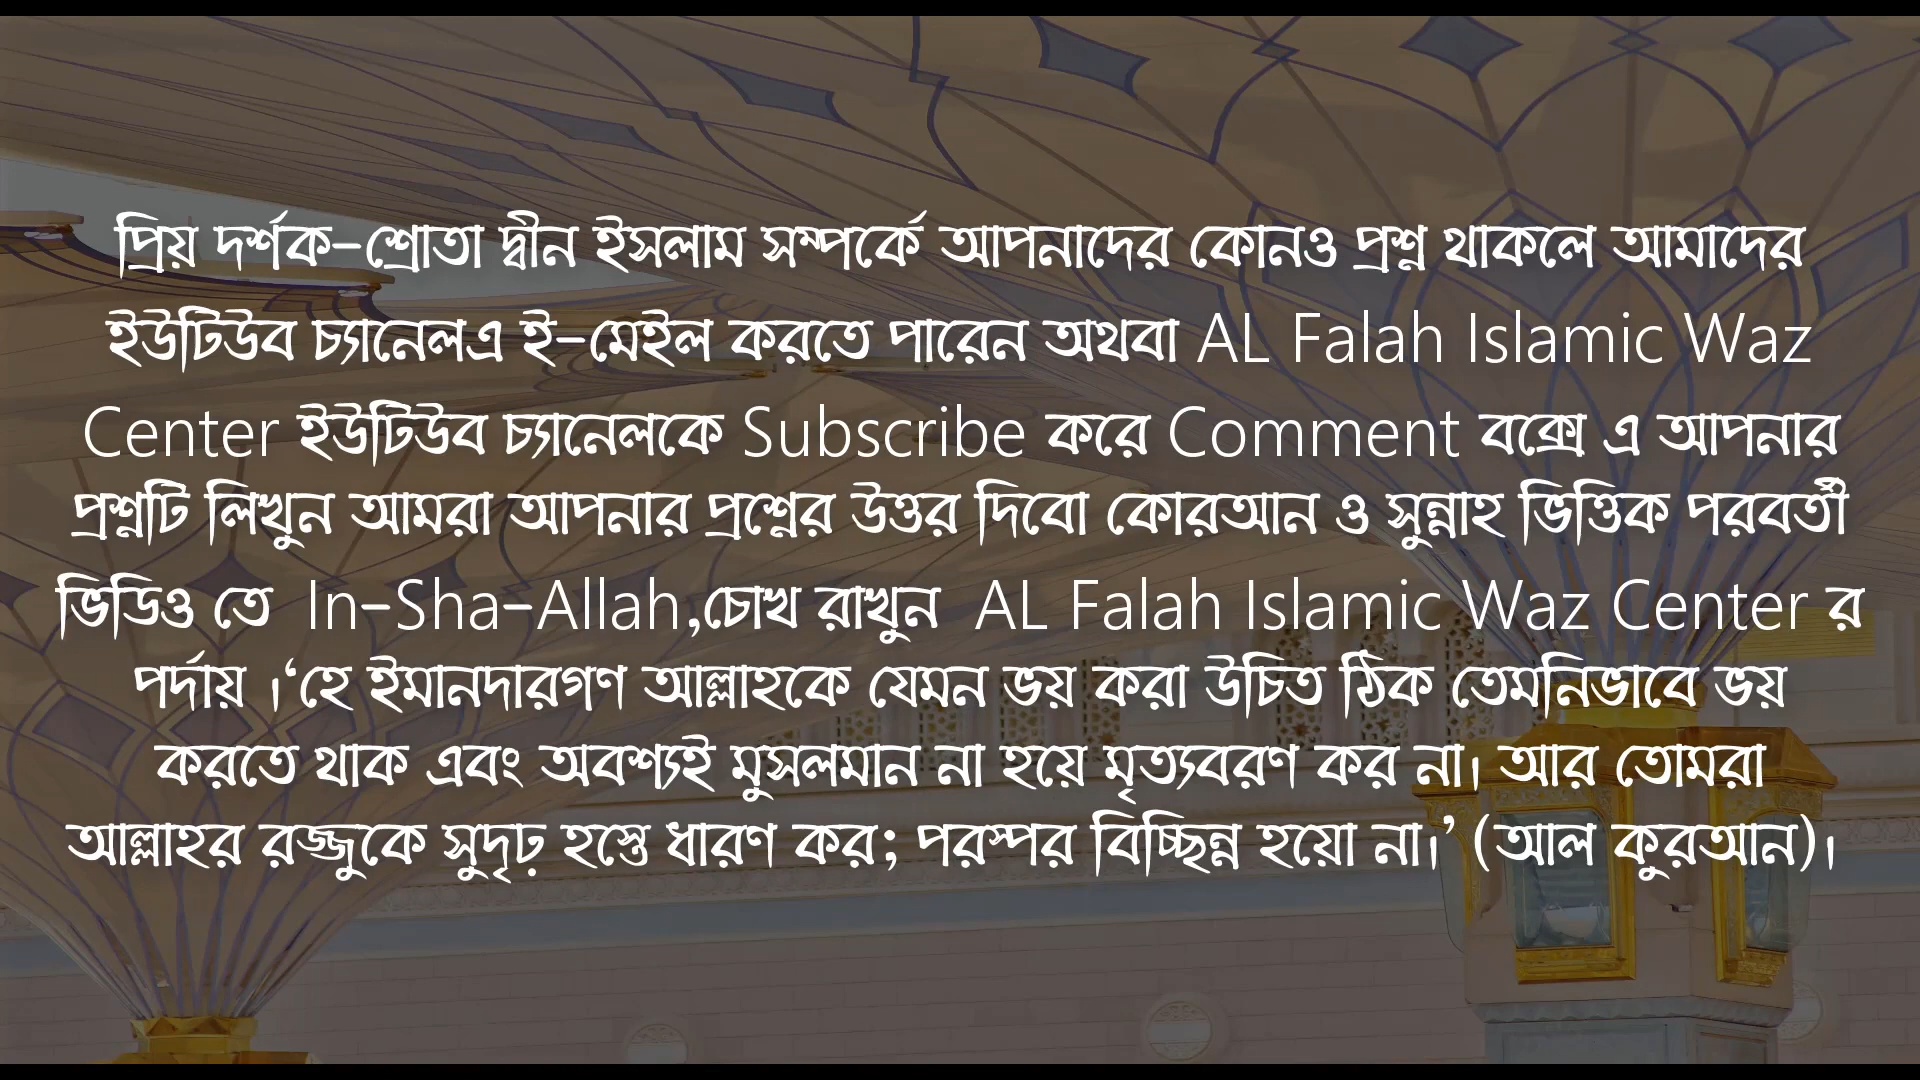 প্রিয় দর্শক-শ্রোতা দ্বীন ইসলাম সম্পর্কে আপনাদের কোনও প্রশ্ন থাকলে আমাদের
ইউটিউব চ্যানেলএ ই-মেইল করতে পারেন অথবা AL Falah Islamic Waz
Center ইউটিউব চ্যানেলকে Subscribe করে Comment বক্সে এ আপনার
প্রশ্নটি লিখুন আমরা আপনার প্রশ্নের উত্তর দিবো কোরআন ও সুন্নাহ ভিত্তিক পরবর্তী
ভিডিও তে In-Sha-Allah,চোখ রাখুন AL Falah Islamic Waz Center র
পর্দায় ।‘হে ইমানদারগণ আল্লাহকে যেমন ভয় করা উচিত ঠিক তেমনিভাবে ভয়
করতে থাক এবং অবশ্যই মুসলমান না হয়ে মৃত্যবরণ কর না। আর তোমরা
আল্লাহর রজ্জুকে সুদৃঢ় হস্তে ধারণ কর; পরস্পর বিচ্ছিন্ন হয়ো না।’ (আল কুরআন)।